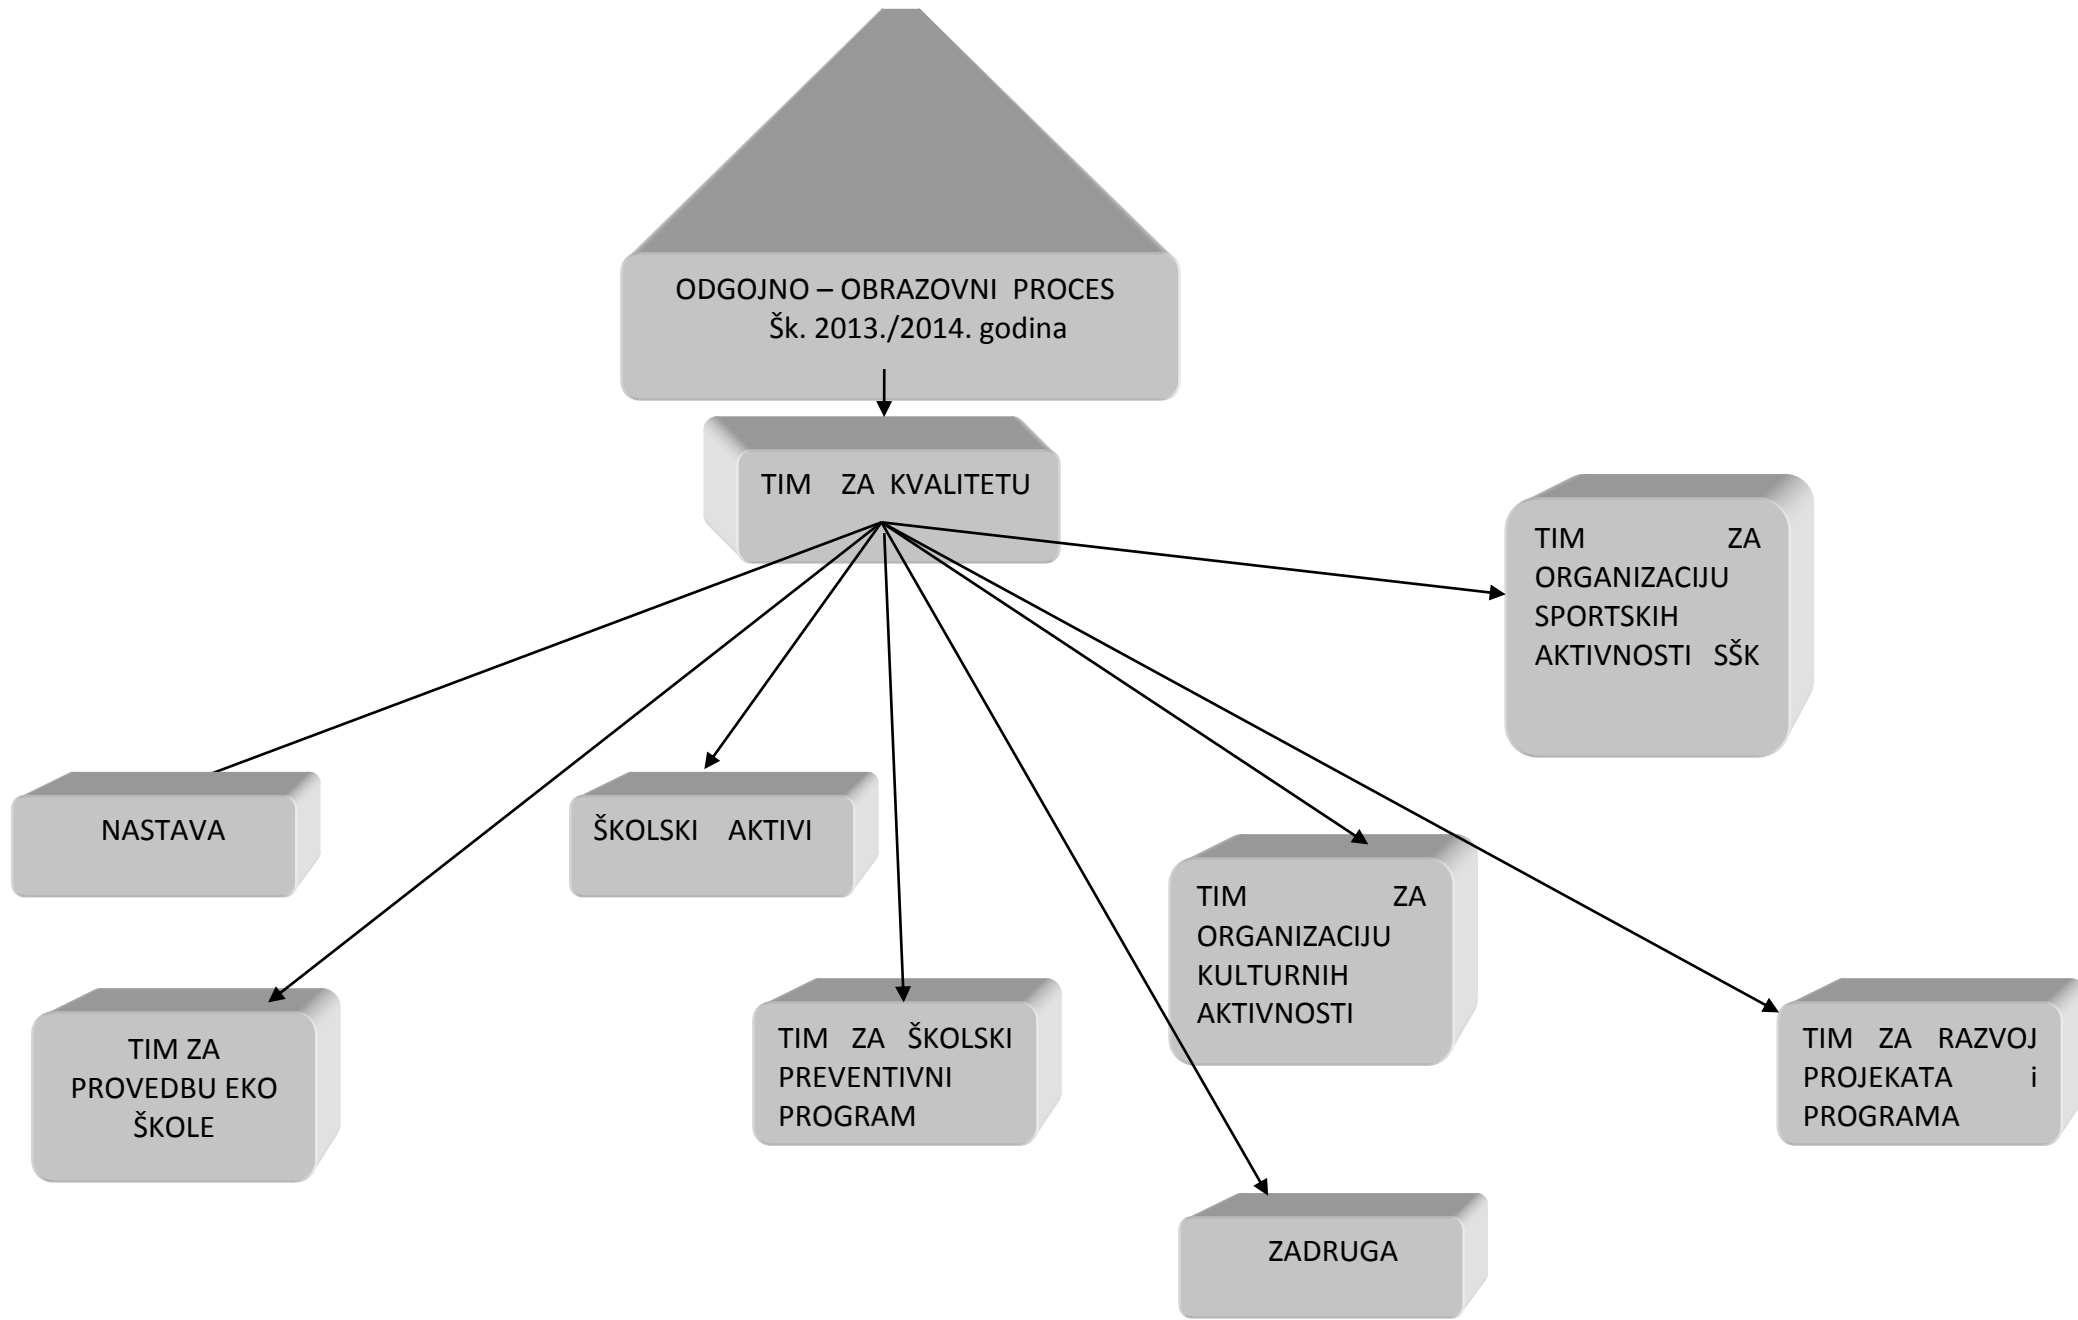 ODGOJNO – OBRAZOVNI PROCES
Šk. 2013./2014. godina
TIM ZA KVALITETU
TIM ZA
ORGANIZACIJU
SPORTSKIH
AKTIVNOSTI SŠK
NASTAVA
ŠKOLSKI AKTIVI
TIM ZA
ORGANIZACIJU
KULTURNIH
AKTIVNOSTI
TIM ZA
PROVEDBU EKO
ŠKOLE
TIM ZA ŠKOLSKI
PREVENTIVNI
PROGRAM
TIM ZA RAZVOJ
PROJEKATA i
PROGRAMA
ZADRUGA